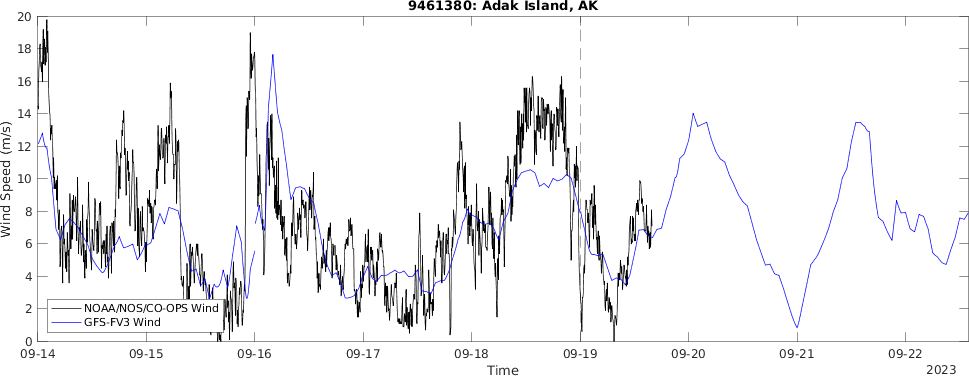 9461380: Adak Island, AK
Wind Speed (m/s)
20
18
16
14
12
10
8
6
4
2
0
NOAA/NOS/CO-OPS Wind
GFS-FV3 Wind
09-14 09-15 09-16 09-17 09-18 09-19 09-20 09-21 09-22
Time
2023